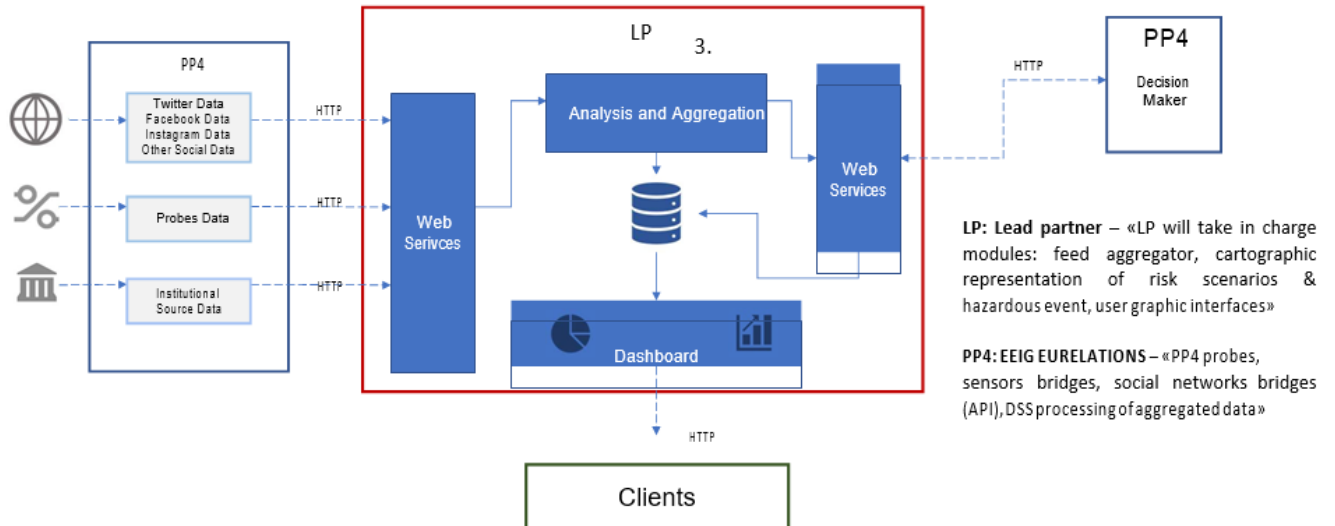 PP4
Twitter Data
Facebook Data
Instagram Data
Other Social Data
Probes Data
Institutional
Source Data
HTTP
HTTP
HTTP
LP
3.
Web
Serivces
Analysis and Aggregation
Web
Services
Dashboard
HTTP
Clients
HTTP
PP4
Decision
Maker
LP: Lead partner – «LP will take in charge
modules: feed aggregator, cartographic
representation of risk scenarios &
hazardous event, user graphic interfaces»
PP4: EEIG EURELATIONS – «PP4 probes,
sensors bridges, social networks bridges
(API), DSS processing of aggregated data»